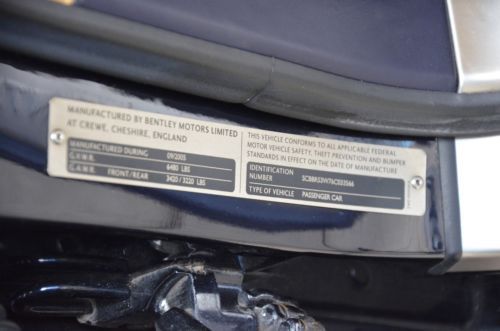 MANUFACTURED BY BENTLEY MOTORS LIMITED
AT CREWE, CHESHIRE, ENGLAND
MANUFACTURED DURING 09/2005
G.V.W.R. 6480 LBS
G.A.W.R. FRONT/REAR 3420 / 3220 LBS
THIS VEHICLE CONFORMS TO ALL APPLICABLE FEDERAL
MOTOR VEHICLE SAFETY, THEFT PREVENTION AND BUMPER
STANDARDS IN EFFECT ON THE DATE OF MANUFACTURE
IDENTIFICATION
NUMBER
TYPE OF VEHICLE PASSENGER CAR